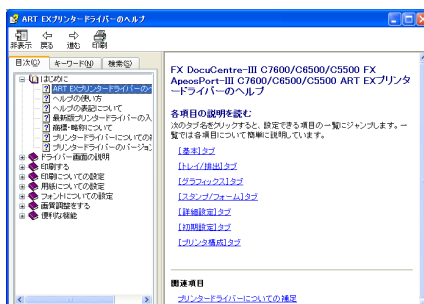 ART EXプリンタードライバーのヘルプ
非表示 戻る 進む 印刷
目次(C) キーワード(N) 検索(S)
はじめに
ART EXプリンタードライバーのヘ
ヘルプの使い方
ヘルプの表記について
最新版プリンタードライバーの入
商標・略称について
プリンタードライバーについての補
プリンタードライバーのバージョン
ドライバー画面の説明
印刷する
印刷についての設定
用紙についての設定
フォントについての設定
画質調整をする
便利な機能
FX DocuCentre-III C7600/C6500/C5500 FX
ApeosPort-III C7600/C6500/C5500 ART EXプリンタ
ードライバーのヘルプ
各項目の説明を読む
次のタブ名をクリックすると、設定できる項目の一覧にジャンプします。一
覧では各項目について簡単に説明しています。
[基本]タブ
[トレイ/排出]タブ
[グラフィックス]タブ
[スタンプ/フォーム]タブ
[詳細設定]タブ
[初期設定]タブ
[プリンタ構成]タブ
関連項目
プリンタードライバーについての補足